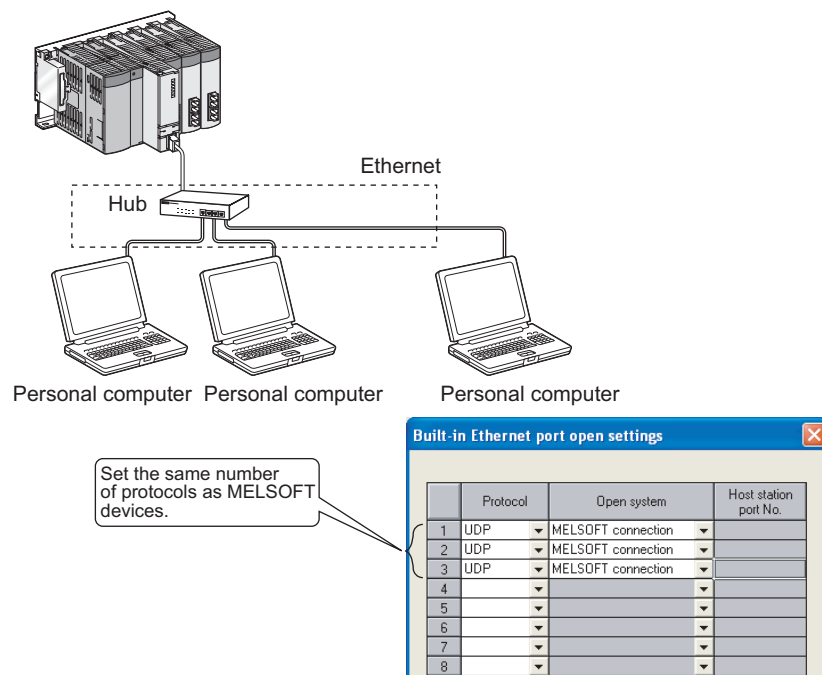 Ethernet
Hub
Personal computer Personal computer Personal computer
Built-in Ethernet port open settings
Set the same number
of protocols as MELSOFT
devices.
Protocol Open system Host station
port No.
1 UDP MELSOFT connection
2 UDP MELSOFT connection
3 UDP MELSOFT connection
4
5
6
7
8